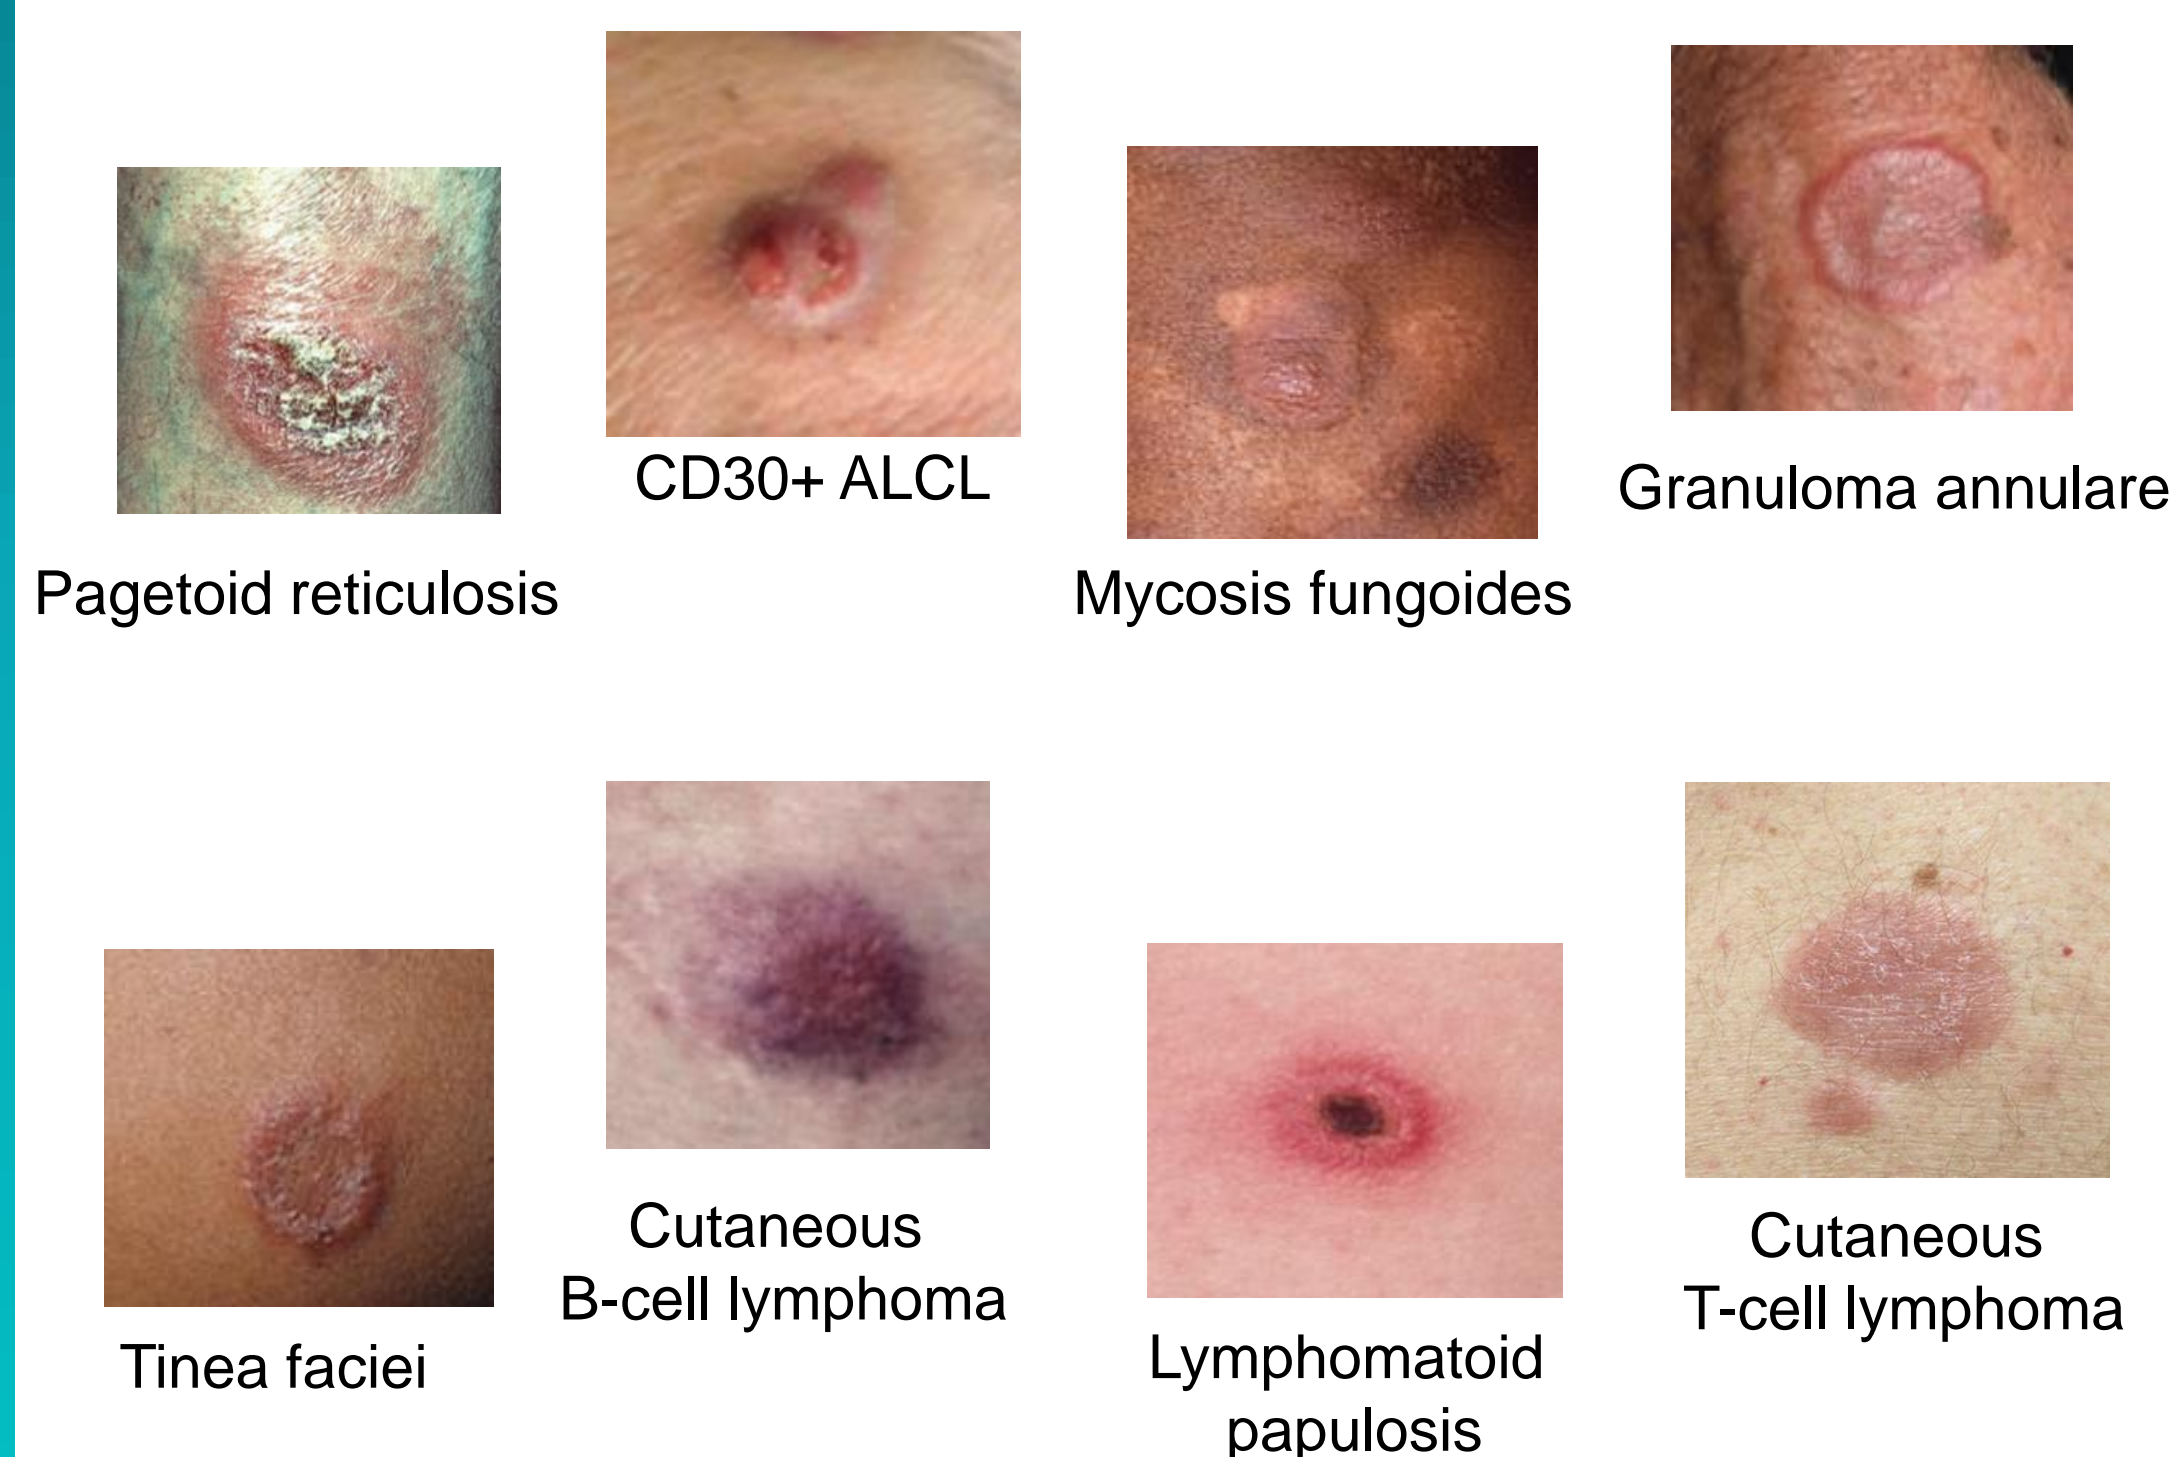 Pagetoid reticulosis
CD30+ ALCL
Mycosis fungoides
Granuloma annulare
Tinea faciei
Cutaneous
B-cell lymphoma
Lymphomatoid
papulosis
Cutaneous
T-cell lymphoma